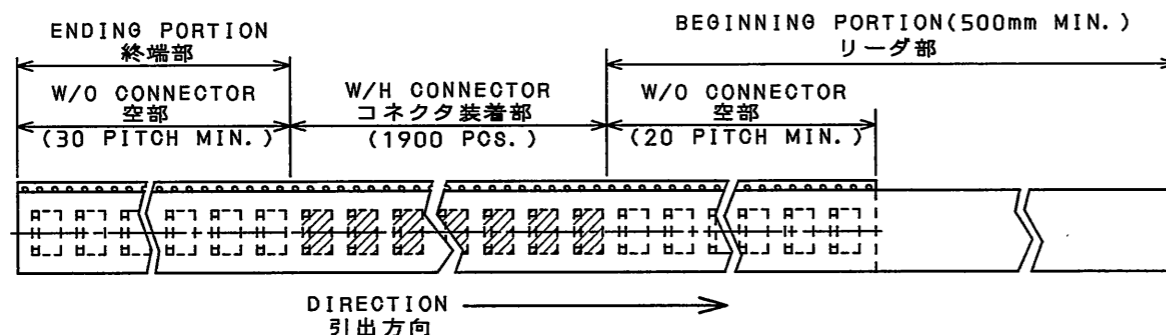 ENDING PORTION
終端部
BEGINNING PORTION(500mm MIN.)
リーダ部
W/O CONNECTOR
空部
(30 PITCH MIN.)
W/H CONNECTOR
コネクタ装着部
(1900 PCS.)
W/O CONNECTOR
空部
(20 PITCH MIN.)
DIRECTION
引出方向